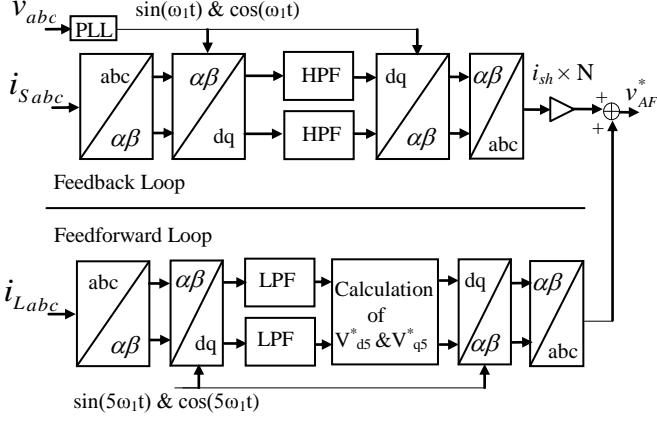 v_abc
PLL
sin(ω₁t) & cos(ω₁t)
i_Sabc
abc
αβ
αβ
dq
HPF
HPF
dq
αβ
αβ
abc
i_sh × N
+
+
v*_AF
Feedback Loop
Feedforward Loop
i_Labc
abc
αβ
αβ
dq
LPF
LPF
Calculation
of
V*_d5 & V*_q5
dq
αβ
αβ
abc
sin(5ω₁t) & cos(5ω₁t)